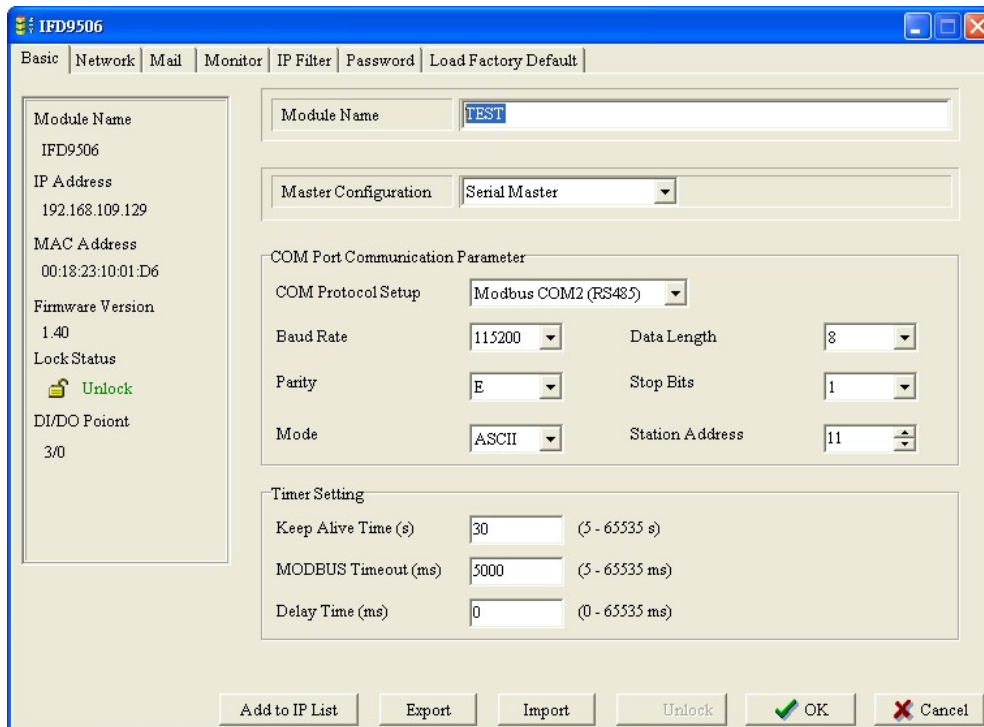 IFD9506
Basic Network Mail Monitor IP Filter Password Load Factory Default
Module Name
IFD9506
IP Address
192.168.109.129
MAC Address
00:18:23:10:01:D6
Firmware Version
1.40
Lock Status
Unlock
DI/DO Poiont
3/0
Module Name TEST
Master Configuration Serial Master
COM Port Communication Parameter
COM Protocol Setup Modbus COM2 (RS485)
Baud Rate 115200 Data Length 8
Parity E Stop Bits 1
Mode ASCII Station Address 11
Timer Setting
Keep Alive Time (s) 30 (5 - 65535 s)
MODBUS Timeout (ms) 5000 (5 - 65535 ms)
Delay Time (ms) 0 (0 - 65535 ms)
Add to IP List Export Import Unlock OK Cancel